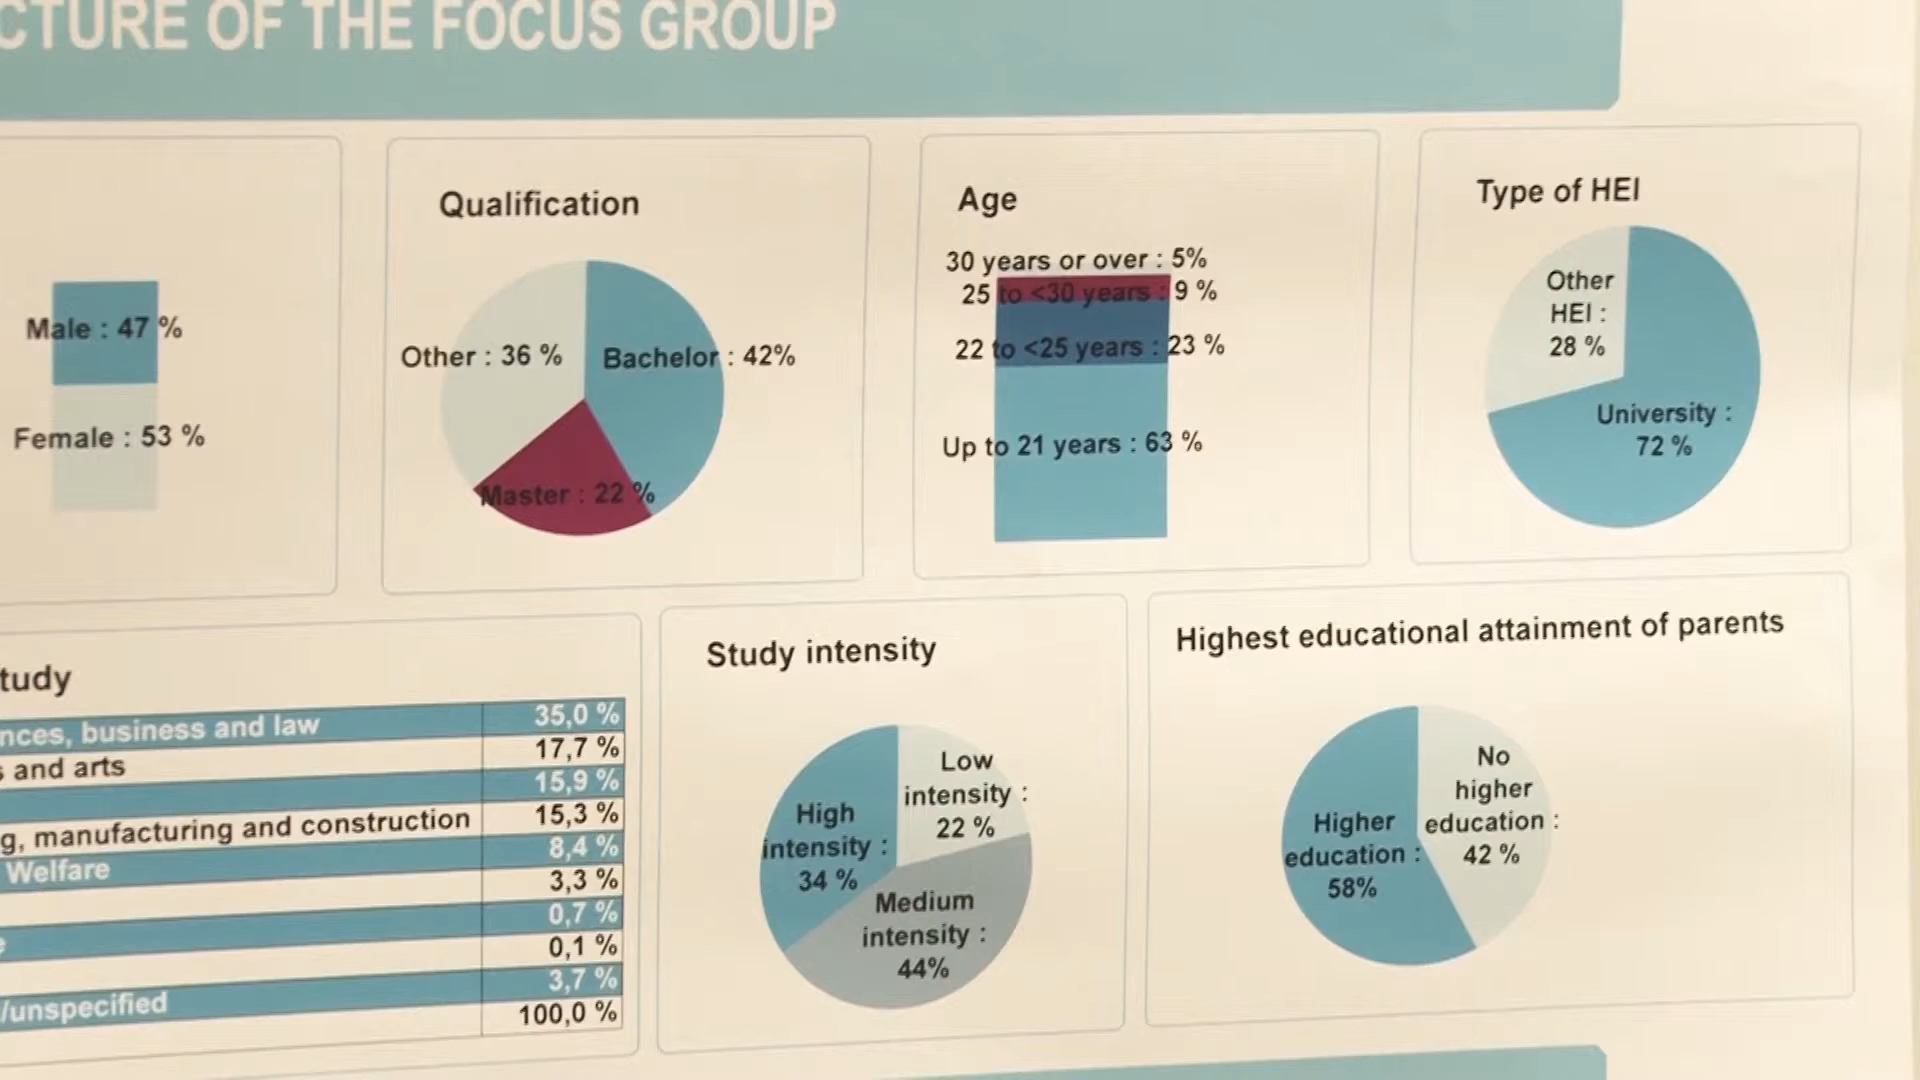 CTURE OF THE FOCUS GROUP
Male : 47 %
Female : 53 %
Qualification
Other : 36 %
Bachelor : 42%
Master : 22 %
Age
30 years or over : 5%
25 to <30 years : 9 %
22 to <25 years : 23 %
Up to 21 years : 63 %
Type of HEI
Other
HEI :
28 %
University :
72 %
tudy
nces, business and law 35,0 %
s and arts 17,7 %
15,9 %
g, manufacturing and construction 15,3 %
Welfare 8,4 %
3,3 %
e 0,7 %
0,1 %
/unspecified 3,7 %
100,0 %
Study intensity
Low
intensity :
22 %
High
intensity :
34 %
Medium
intensity :
44%
Highest educational attainment of parents
No
higher
education :
42 %
Higher
education :
58%